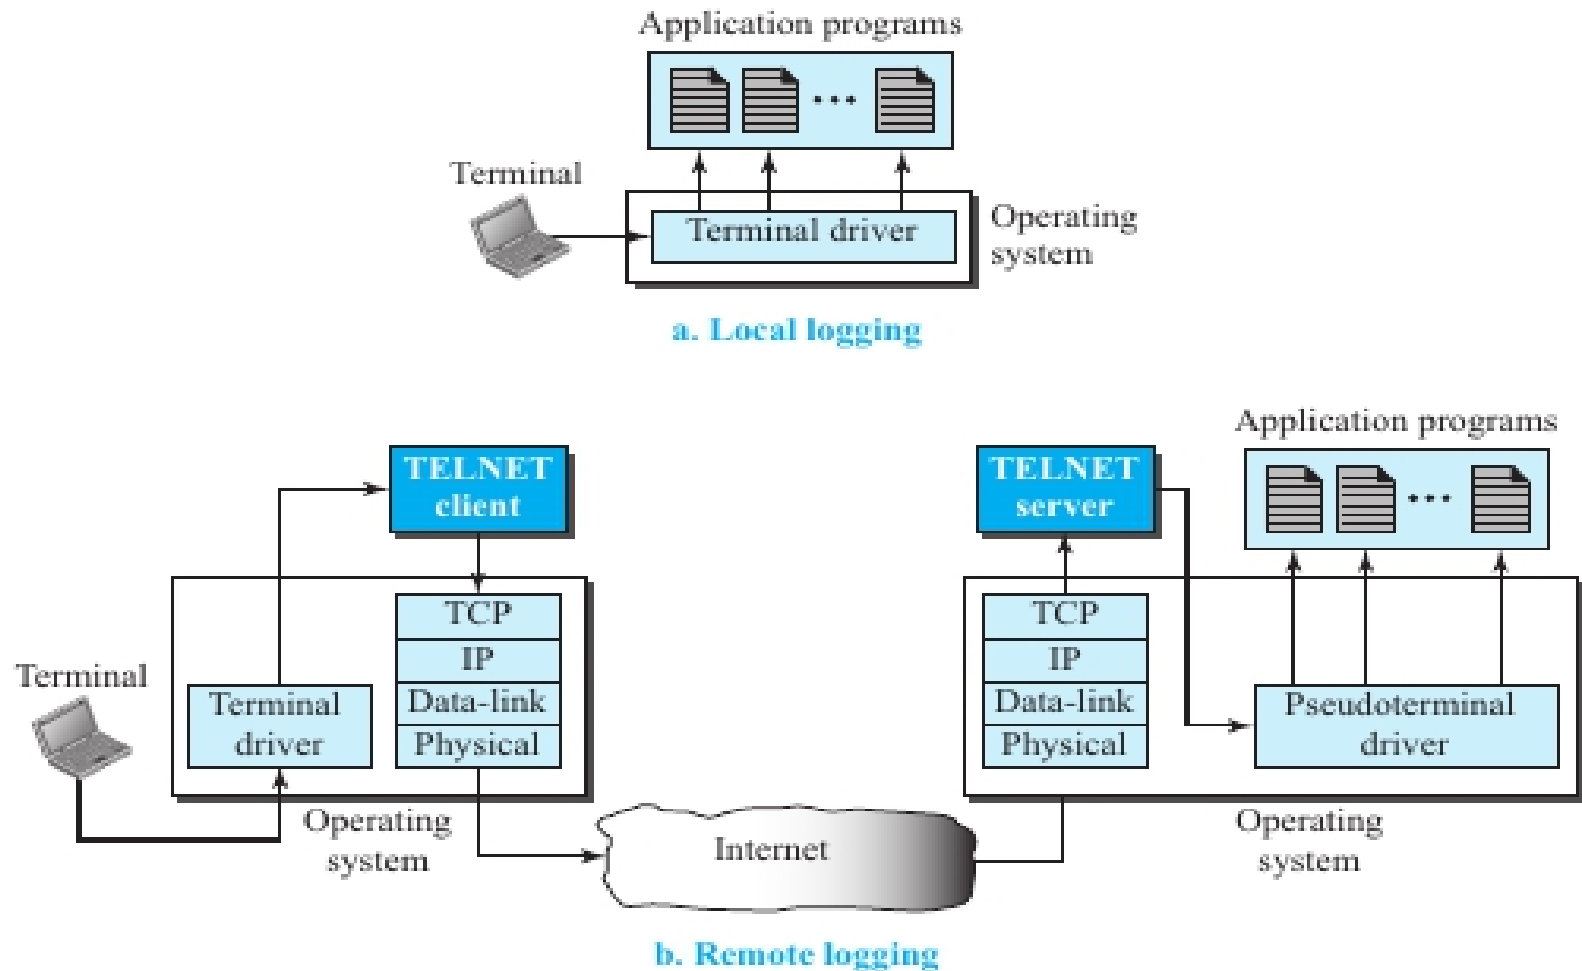 Application programs
Terminal
Terminal driver
Operating
system
a. Local logging
Application programs
TELNET
client
TELNET
server
TCP
IP
Data-link
Physical
Terminal
Terminal
driver
TCP
IP
Data-link
Physical
Pseudoterminal
driver
Operating
system
Internet
Operating
system
b. Remote logging